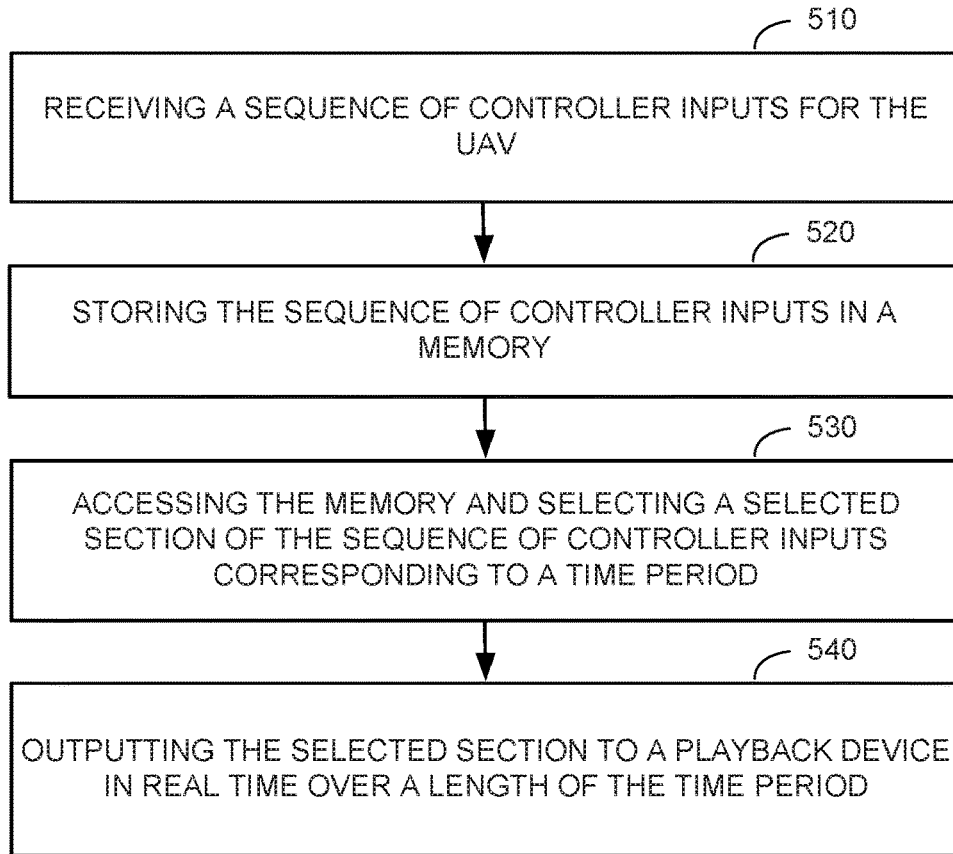 510
RECEIVING A SEQUENCE OF CONTROLLER INPUTS FOR THE
UAV
520
STORING THE SEQUENCE OF CONTROLLER INPUTS IN A
MEMORY
530
ACCESSING THE MEMORY AND SELECTING A SELECTED
SECTION OF THE SEQUENCE OF CONTROLLER INPUTS
CORRESPONDING TO A TIME PERIOD
540
OUTPUTTING THE SELECTED SECTION TO A PLAYBACK DEVICE
IN REAL TIME OVER A LENGTH OF THE TIME PERIOD